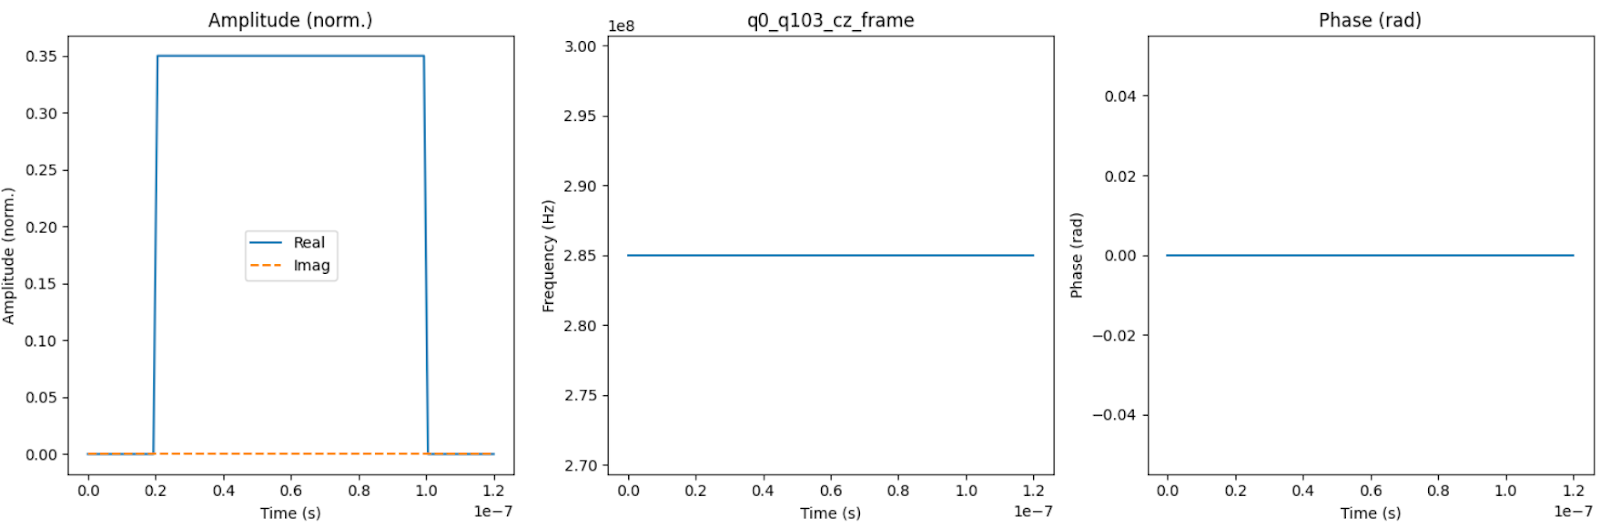 Amplitude (norm.)
Amplitude (norm.)
0.35
0.30
0.25
0.20
0.15
0.10
0.05
0.00
Real
Imag
0.0 0.2 0.4 0.6 0.8 1.0 1.2
Time (s)
1e−7
q0_q103_cz_frame
1e8
Frequency (Hz)
3.00
2.95
2.90
2.85
2.80
2.75
2.70
0.0 0.2 0.4 0.6 0.8 1.0 1.2
Time (s)
1e−7
Phase (rad)
Phase (rad)
0.04
0.02
0.00
−0.02
−0.04
0.0 0.2 0.4 0.6 0.8 1.0 1.2
Time (s)
1e−7